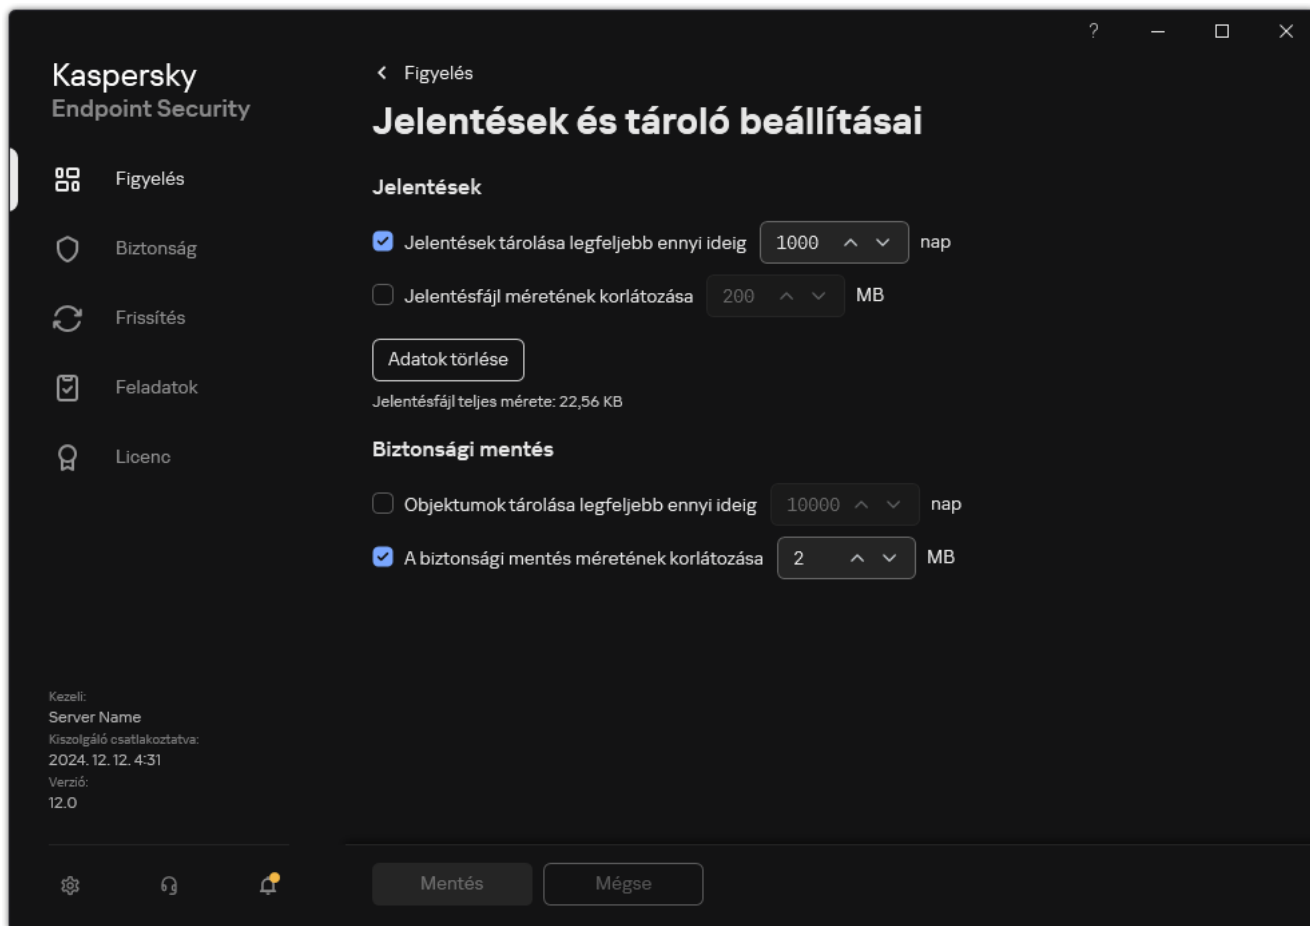 ?
Kaspersky
Endpoint Security
Figyelés
Biztonság
Frissítés
Feladatok
Licenc
Kezeli:
Server Name
Kiszolgáló csatlakoztatva:
2024. 12. 12. 4:31
Verzió:
12.0
Figyelés
Jelentések és tároló beállításai
Jelentések
Jelentések tárolása legfeljebb ennyi ideig 1000 nap
Jelentésfájl méretének korlátozása 200 MB
Adatok törlése
Jelentésfájl teljes mérete: 22,56 KB
Biztonsági mentés
Objektumok tárolása legfeljebb ennyi ideig 10000 nap
A biztonsági mentés méretének korlátozása 2 MB
Mentés Mégse